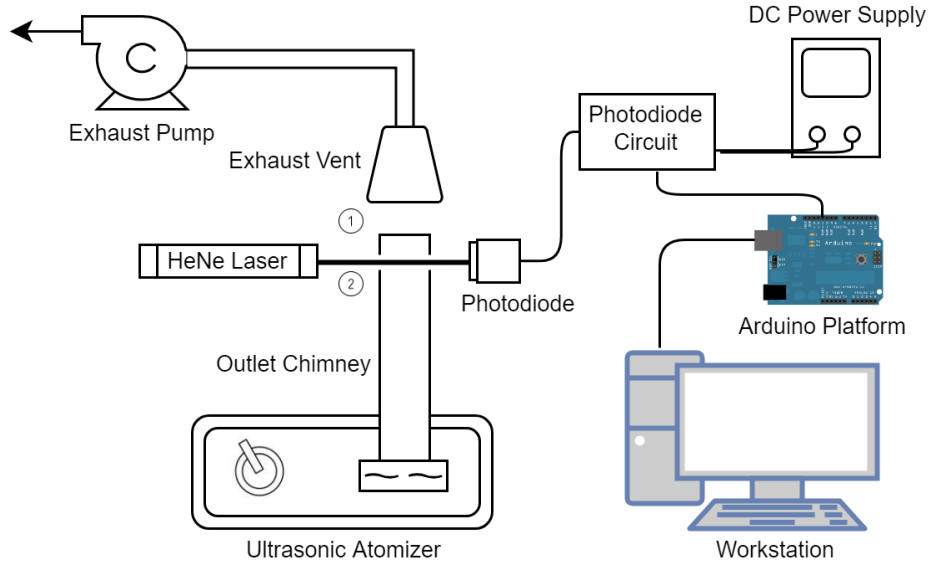 DC Power Supply
Exhaust Pump
Photodiode
Circuit
Exhaust Vent
1
HeNe Laser
2
Photodiode
Arduino
Arduino Platform
Outlet Chimney
Ultrasonic Atomizer
Workstation